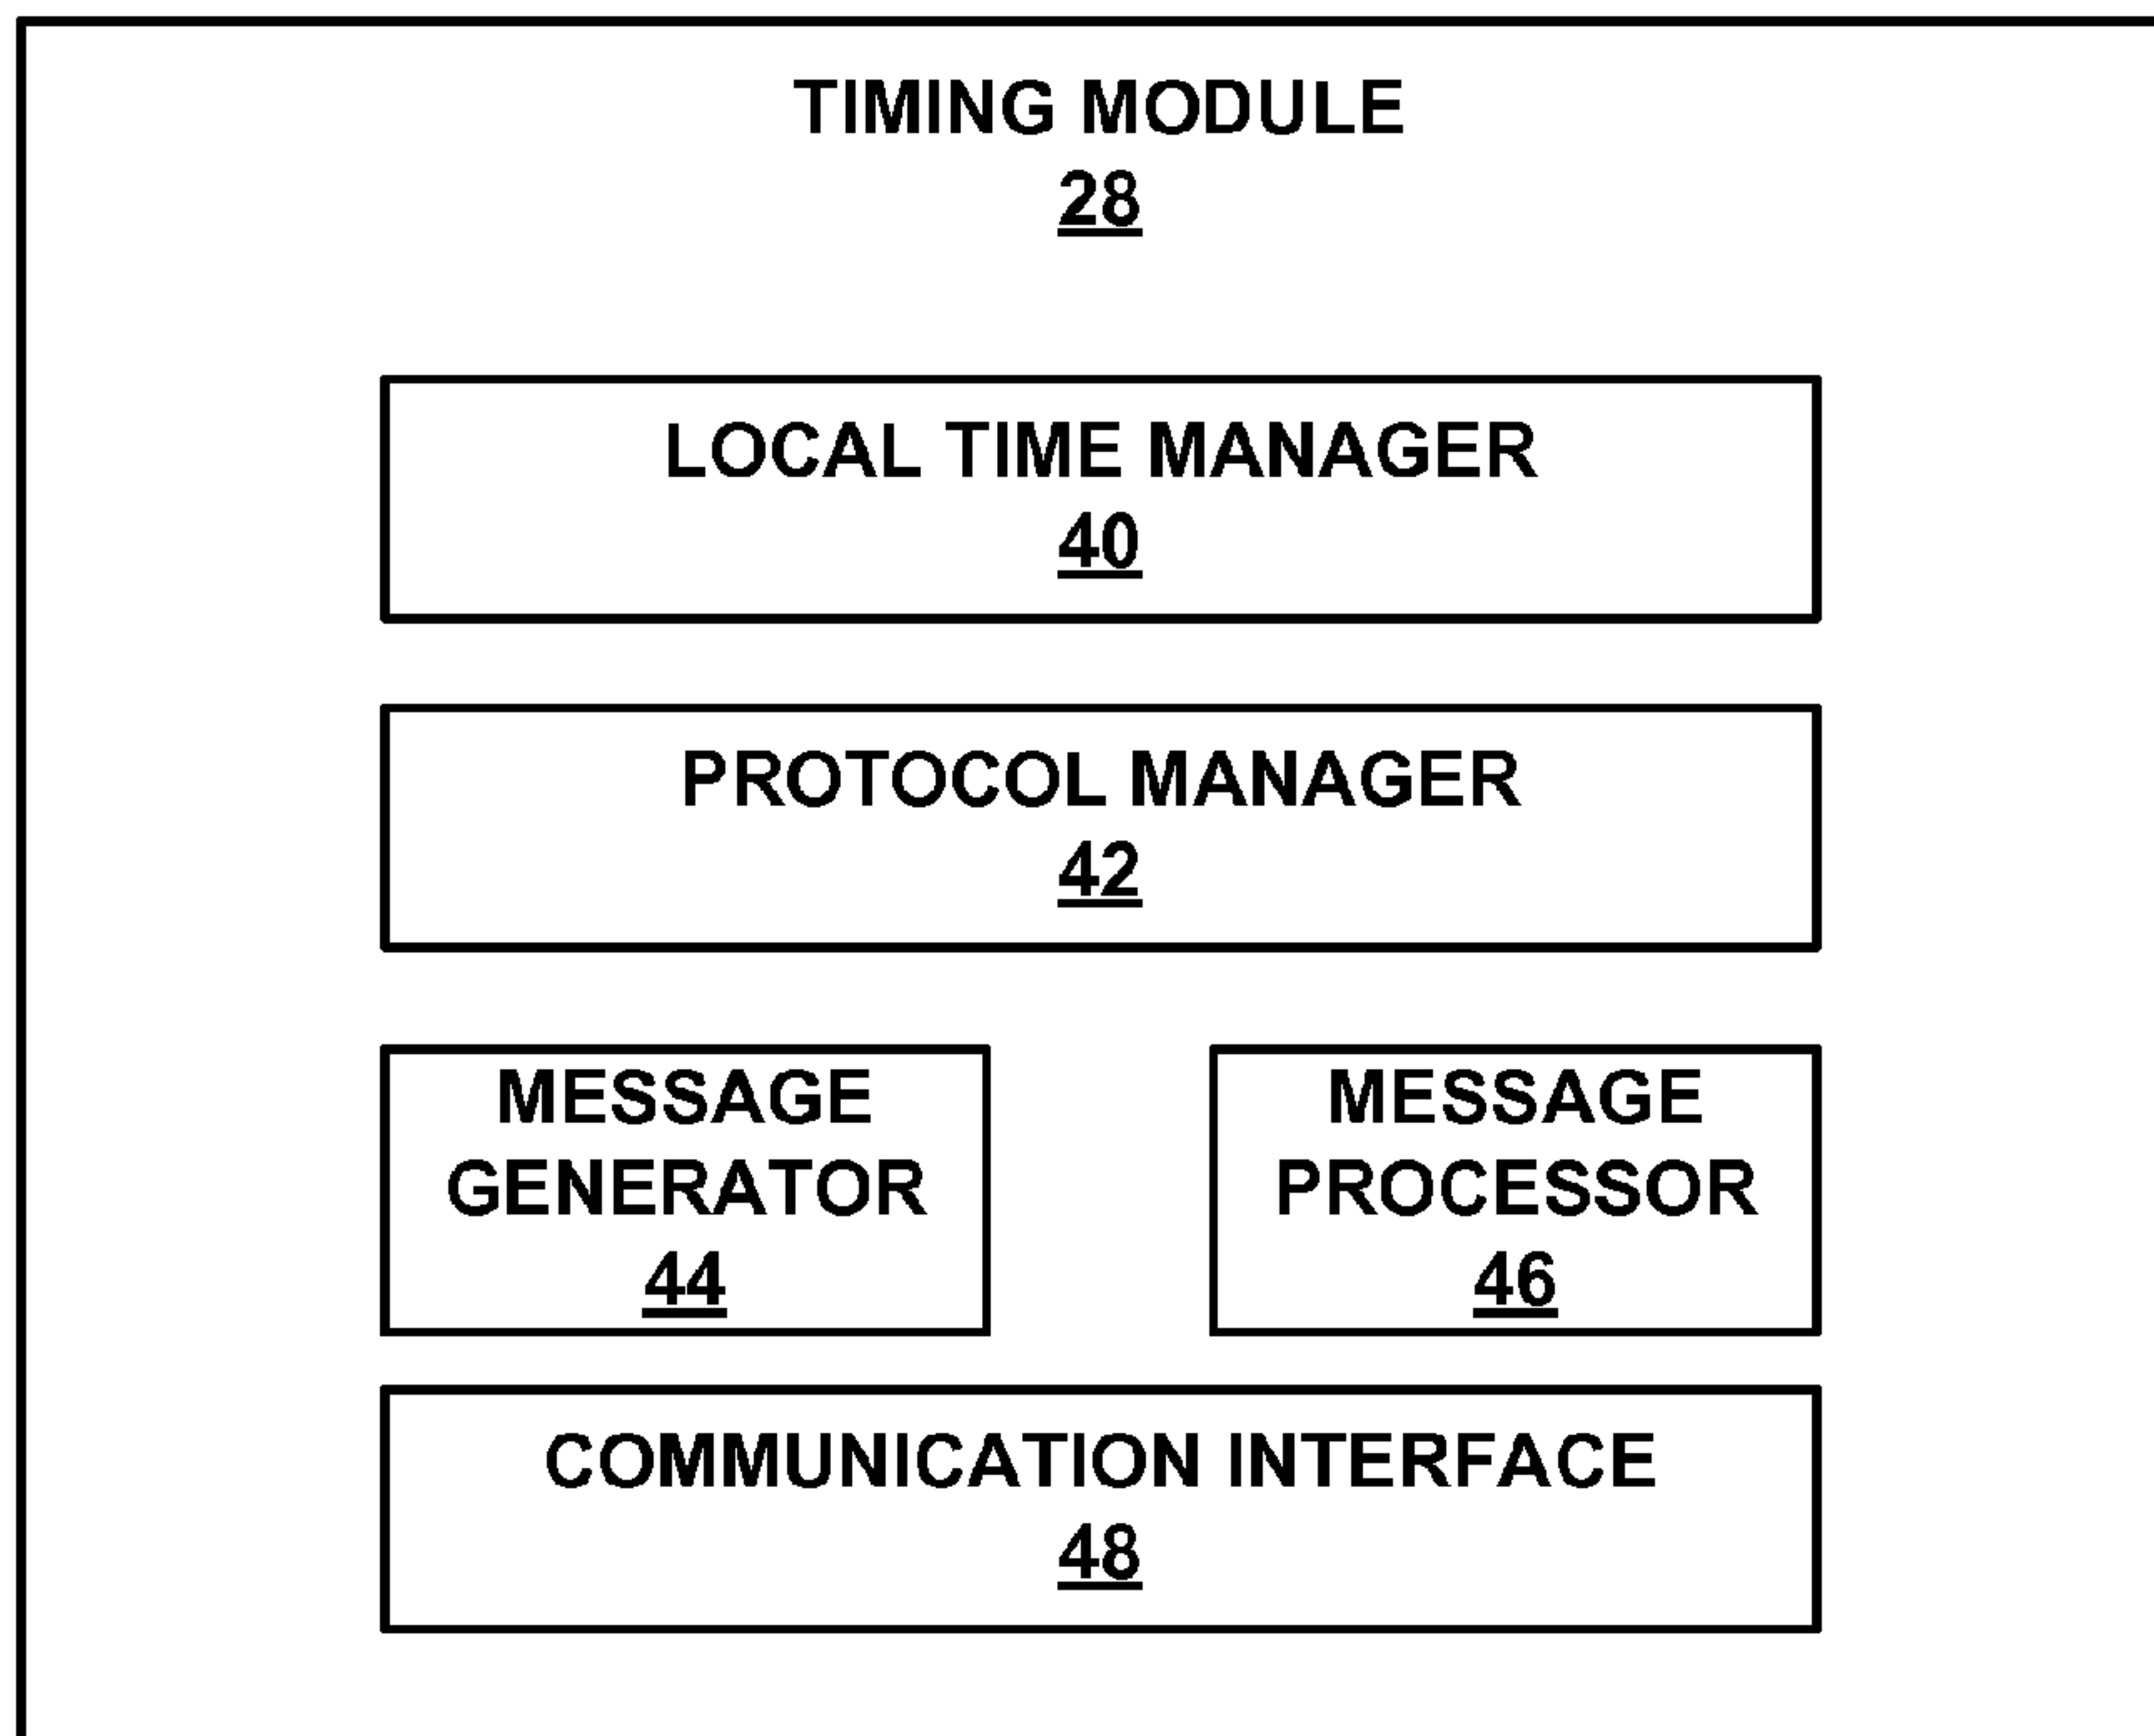 TIMING MODULE
28
LOCAL TIME MANAGER
40
PROTOCOL MANAGER
42
MESSAGE
GENERATOR
44
MESSAGE
PROCESSOR
46
COMMUNICATION INTERFACE
48